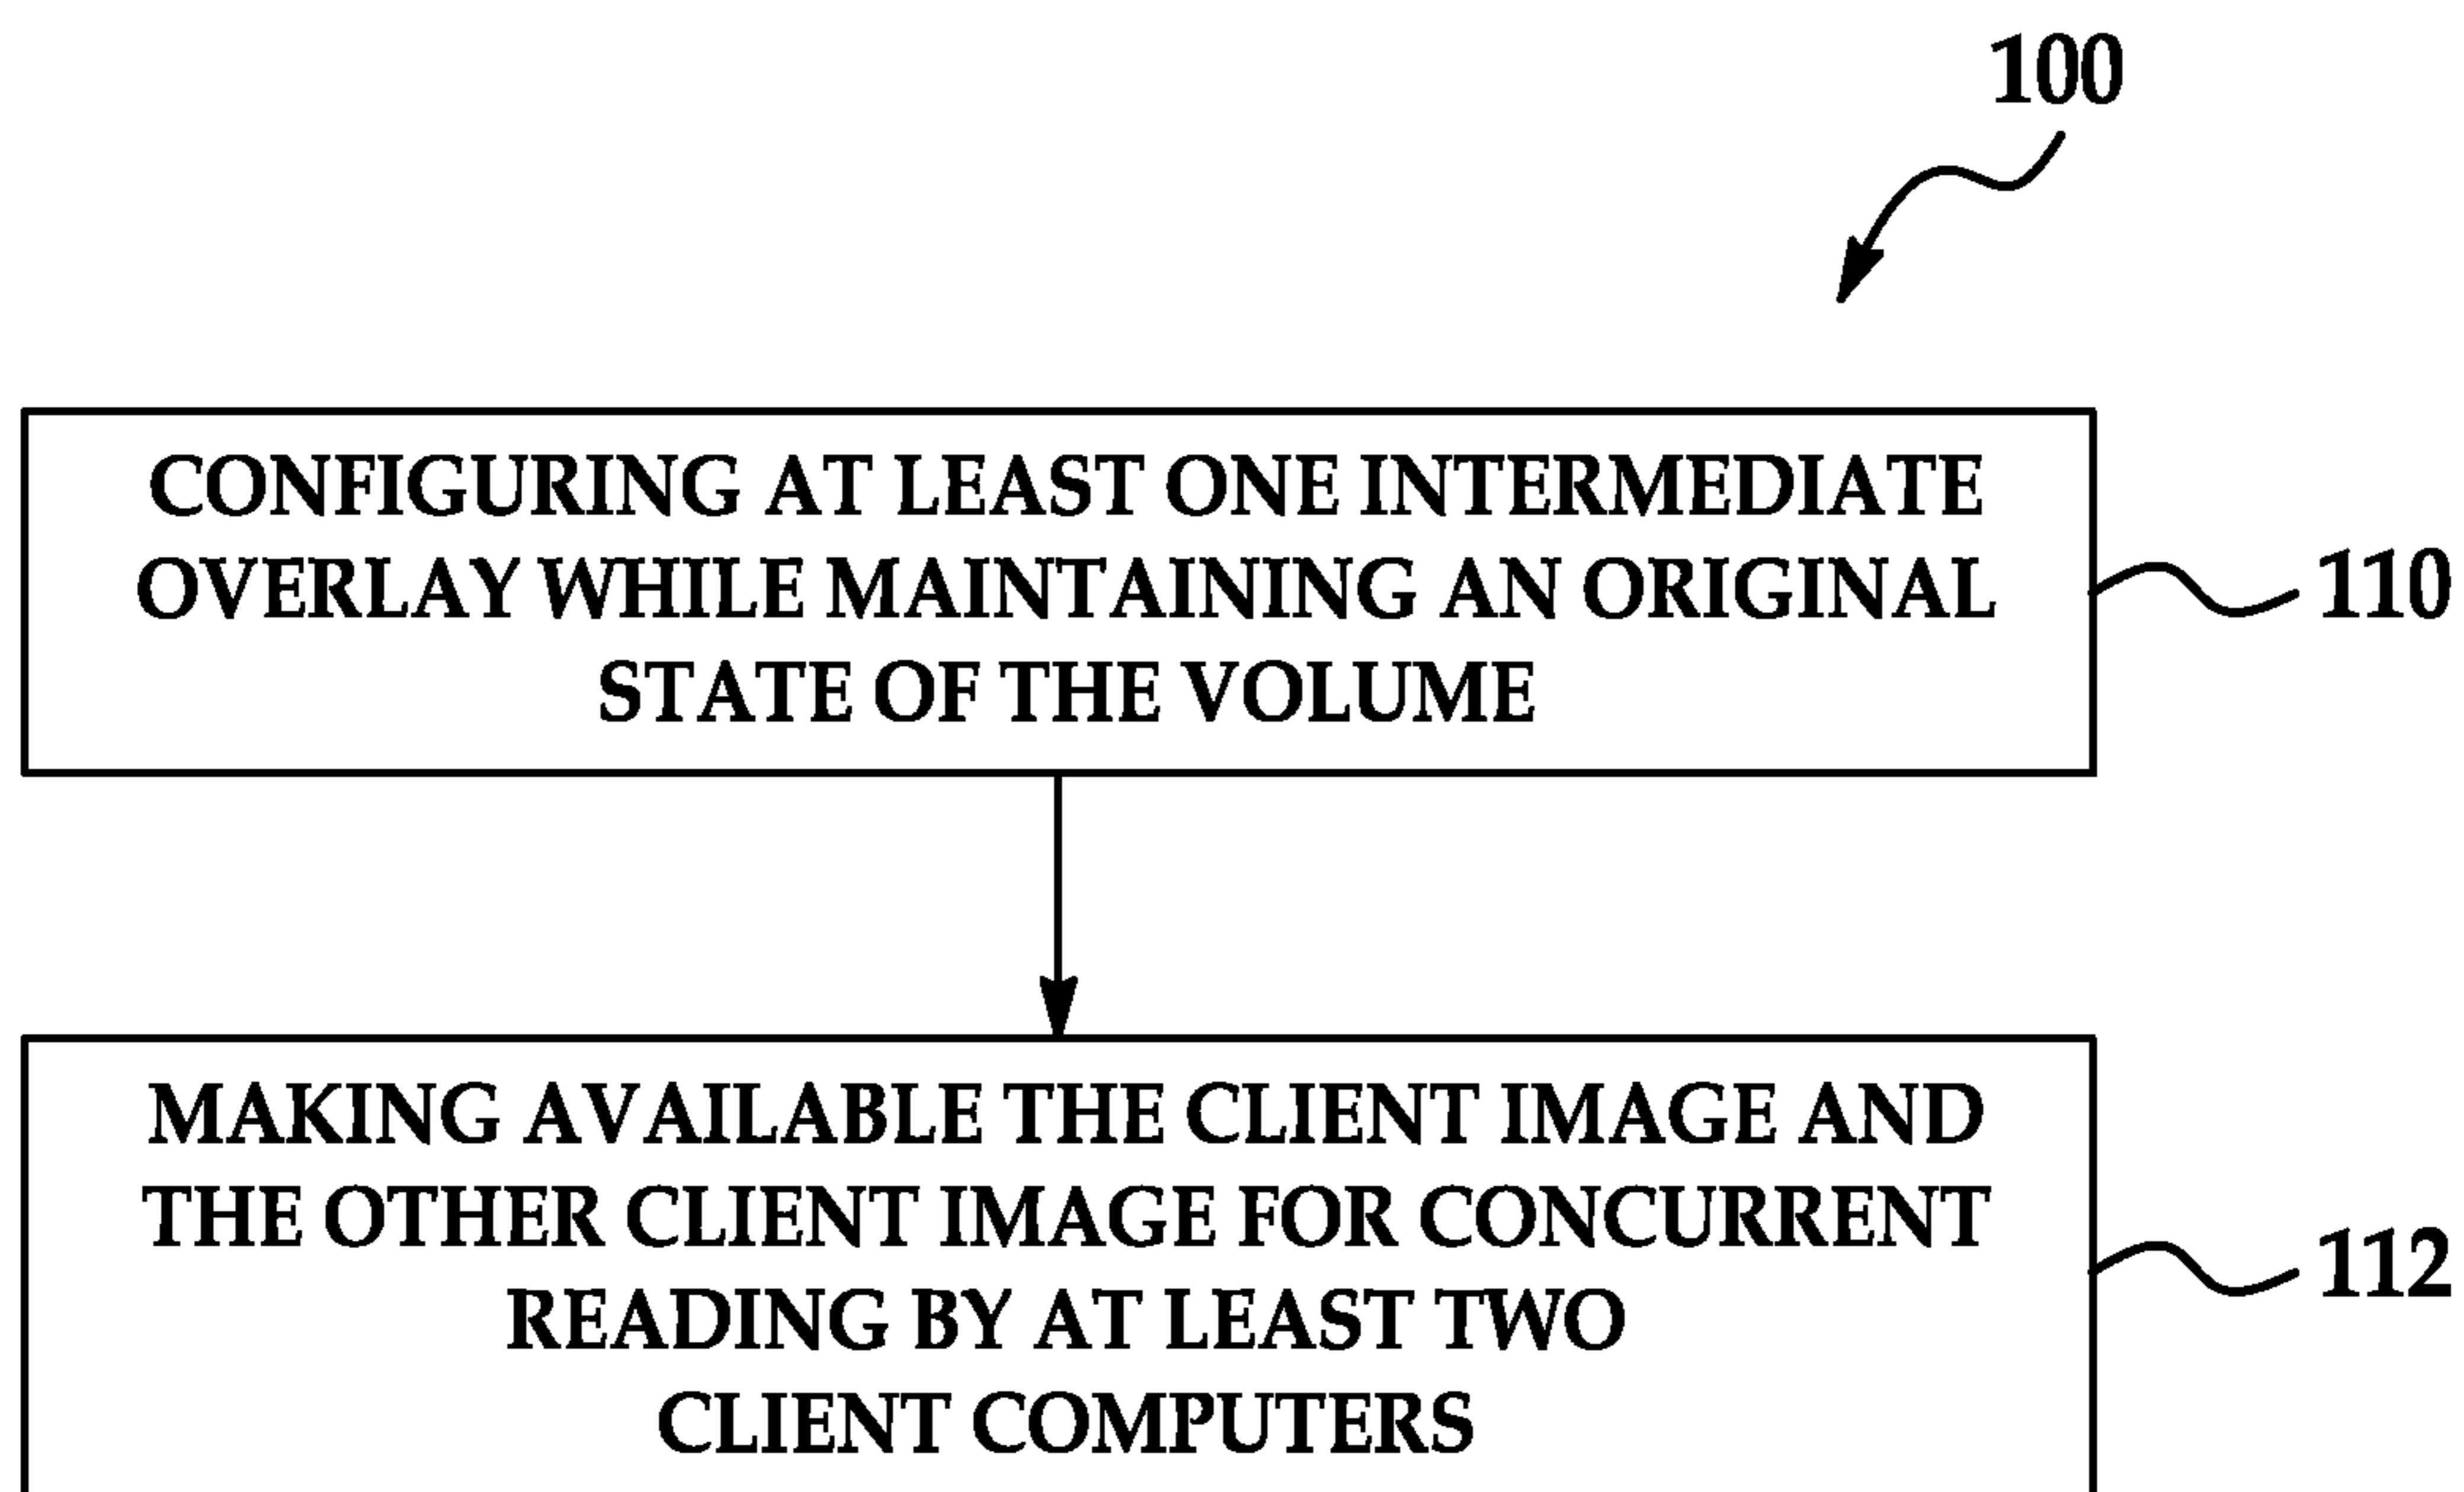 100
CONFIGURING AT LEAST ONE INTERMEDIATE
OVERLAY WHILE MAINTAINING AN ORIGINAL
STATE OF THE VOLUME
110
MAKING AVAILABLE THE CLIENT IMAGE AND
THE OTHER CLIENT IMAGE FOR CONCURRENT
READING BY AT LEAST TWO
CLIENT COMPUTERS
112